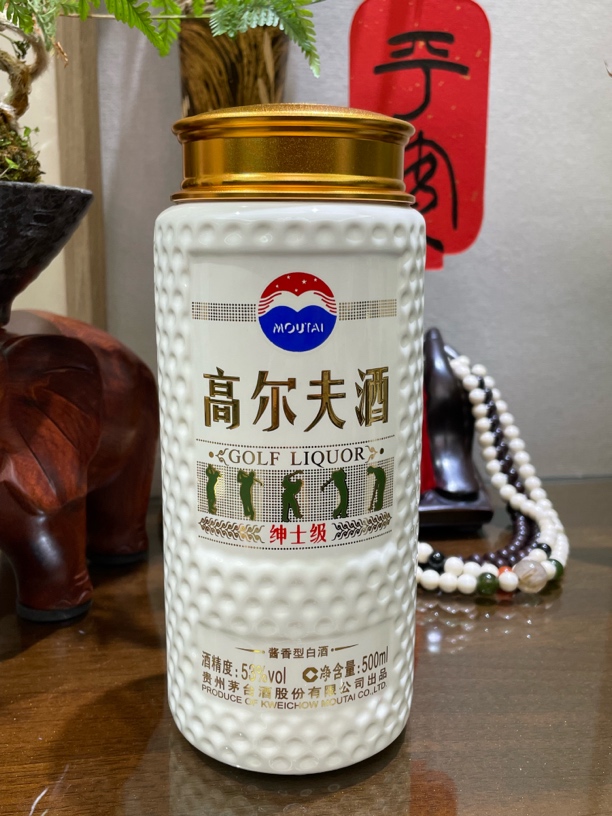 平安
MOUTAI
高尔夫酒
GOLF LIQUOR
绅士级
酱香型白酒
酒精度:53%vol 净含量:500ml
贵州茅台酒股份有限公司出品
PRODUCE OF KWEICHOW MOUTAI CO.,LTD.